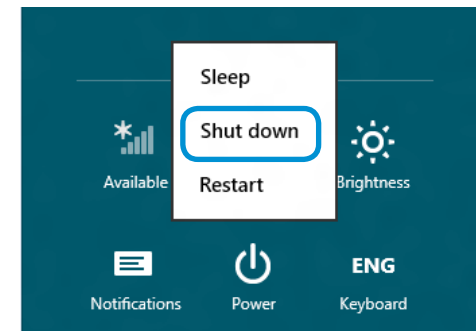 Sleep
Shut down
Restart
Available
Brightness
ENG
Notifications
Power
Keyboard